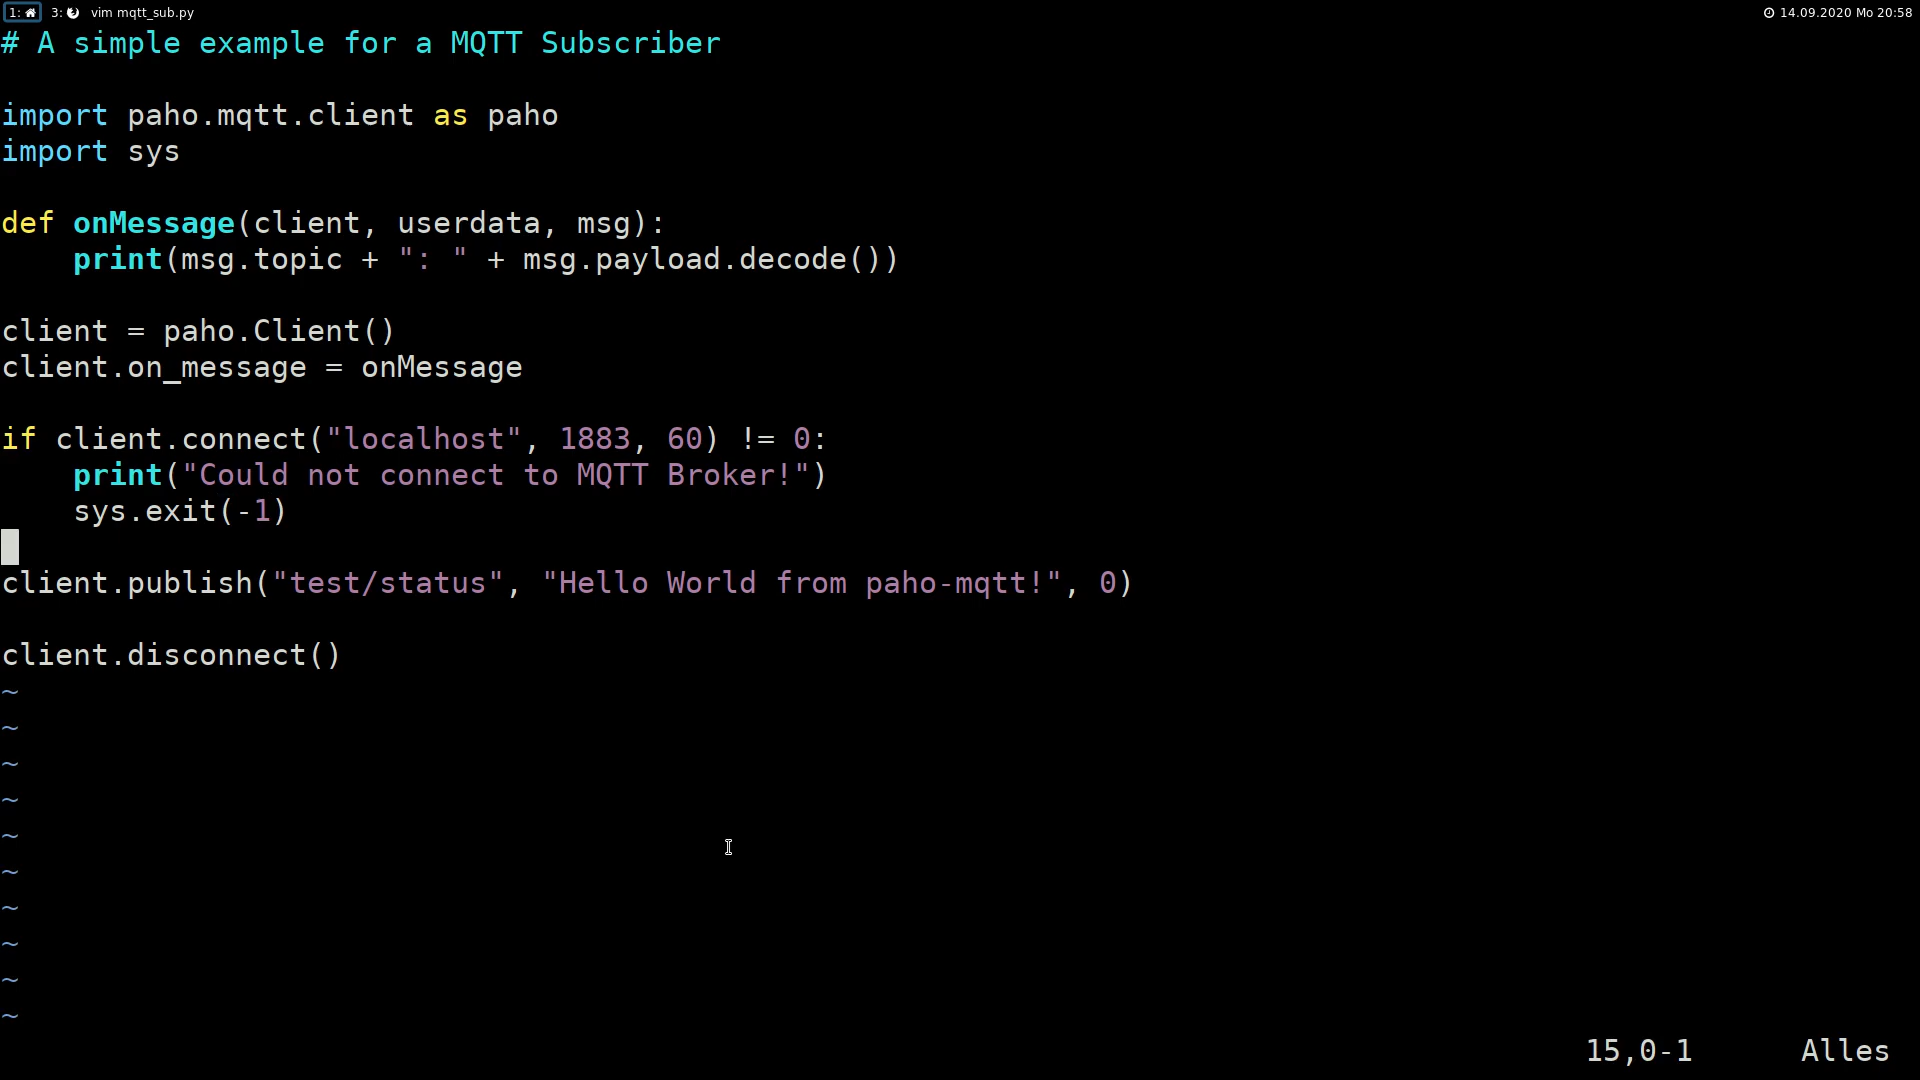 1: 3: vim mqtt_sub.py 14.09.2020 Mo 20:58
# A simple example for a MQTT Subscriber
import paho.mqtt.client as paho
import sys
def onMessage(client, userdata, msg):
    print(msg.topic + ": " + msg.payload.decode())
client = paho.Client()
client.on_message = onMessage
if client.connect("localhost", 1883, 60) != 0:
    print("Could not connect to MQTT Broker!")
    sys.exit(-1)
client.publish("test/status", "Hello World from paho-mqtt!", 0)
client.disconnect()
~
~
~
~
~
~
~
~
~
~
15,0-1 Alles